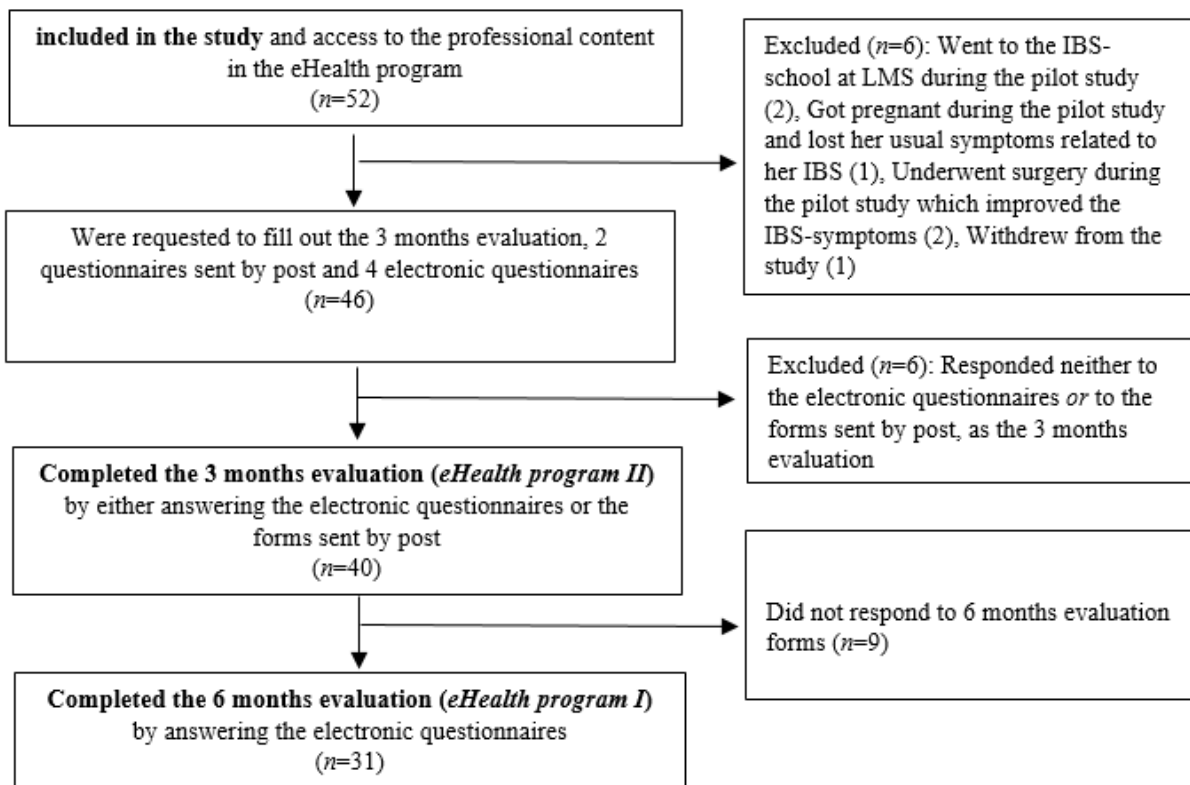 included in the study and access to the professional content
in the eHealth program
(n=52)
Excluded (n=6): Went to the IBS-
school at LMS during the pilot study
(2), Got pregnant during the pilot study
and lost her usual symptoms related to
her IBS (1), Underwent surgery during
the pilot study which improved the
IBS-symptoms (2), Withdrew from the
study (1)
Were requested to fill out the 3 months evaluation, 2
questionnaires sent by post and 4 electronic questionnaires
(n=46)
Excluded (n=6): Responded neither to
the electronic questionnaires or to the
forms sent by post, as the 3 months
evaluation
Completed the 3 months evaluation (eHealth program II)
by either answering the electronic questionnaires or the
forms sent by post
(n=40)
Did not respond to 6 months evaluation
forms (n=9)
Completed the 6 months evaluation (eHealth program I)
by answering the electronic questionnaires
(n=31)